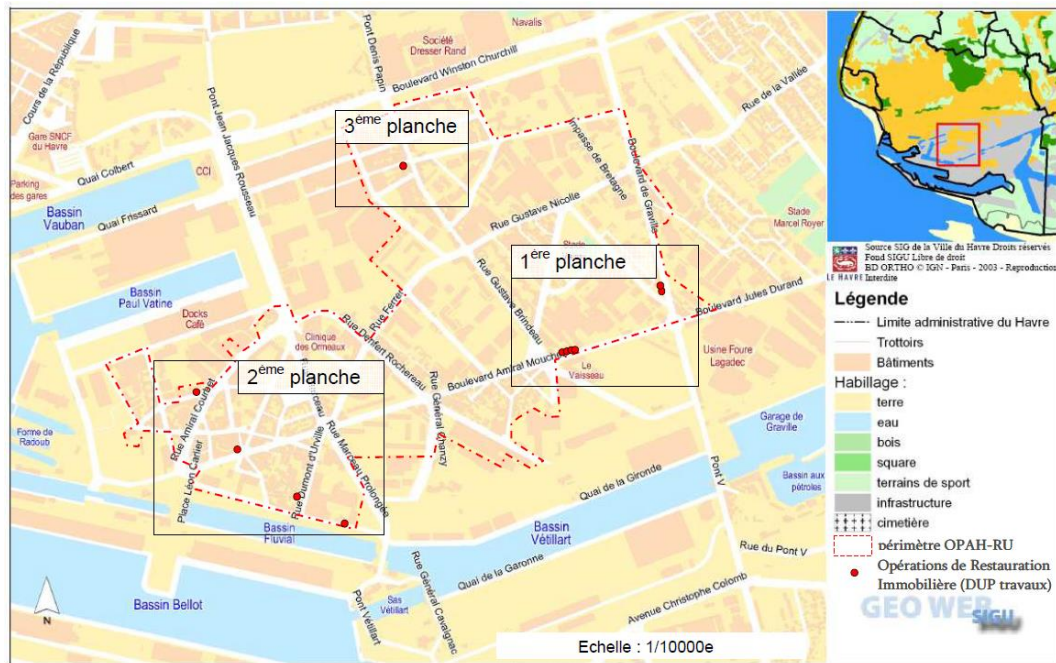 Navalis
Société
Dresser Rand
Pont Denis Papin
Boulevard Winston Churchill
Cours de la République
Rue de la Vallée
Gare SNCF
du Havre
Pont Jean Jacques Rousseau
3ème planche
Impasse de Bretagne
Boulevard de Graville
Quai Colbert
CCI
Parking
des gares
Bassin
Vauban
Quai Frissard
Rue Gustave Nicolle
Stade
Marcel Royer
Stade
1ère planche
Bassin
Paul Vatine
Rue Gustave Brindeau
Boulevard Jules Durand
Docks
Café
Rue Ferrer
Clinique
des Ormeaux
Rue Denfert Rochereau
Usine Foure
Lagadec
Boulevard Amiral Mouchez
Le
Vaisseau
2ème planche
Rue Amiral Courbet
Rue Général Chanzy
Garage de
Graville
Forme de
Radoub
Place Léon Carlier
Rue Dumont d'Urville
Rue Marceau Prolongée
Pont V
Bassin aux
pétroles
Quai de la Gironde
Bassin
Fluvial
Bassin
Vétillart
Rue du Pont V
Quai de la Garonne
Rue Général Cavaignac
Bassin Bellot
Sas
Vétillart
Pont Vétillart
Avenue Christophe Colomb
N
Echelle : 1/10000e
LE HAVRE
Source SIG de la Ville du Havre Droits réservés
Fond SIGU Libre de droit
BD ORTHO © IGN - Paris - 2003 - Reproduction
Interdite
Légende
Limite administrative du Havre
Trottoirs
Bâtiments
Habillage :
terre
eau
bois
square
terrains de sport
infrastructure
cimetière
périmètre OPAH-RU
Opérations de Restauration
Immobilière (DUP travaux)
GEO WEB
SIGU